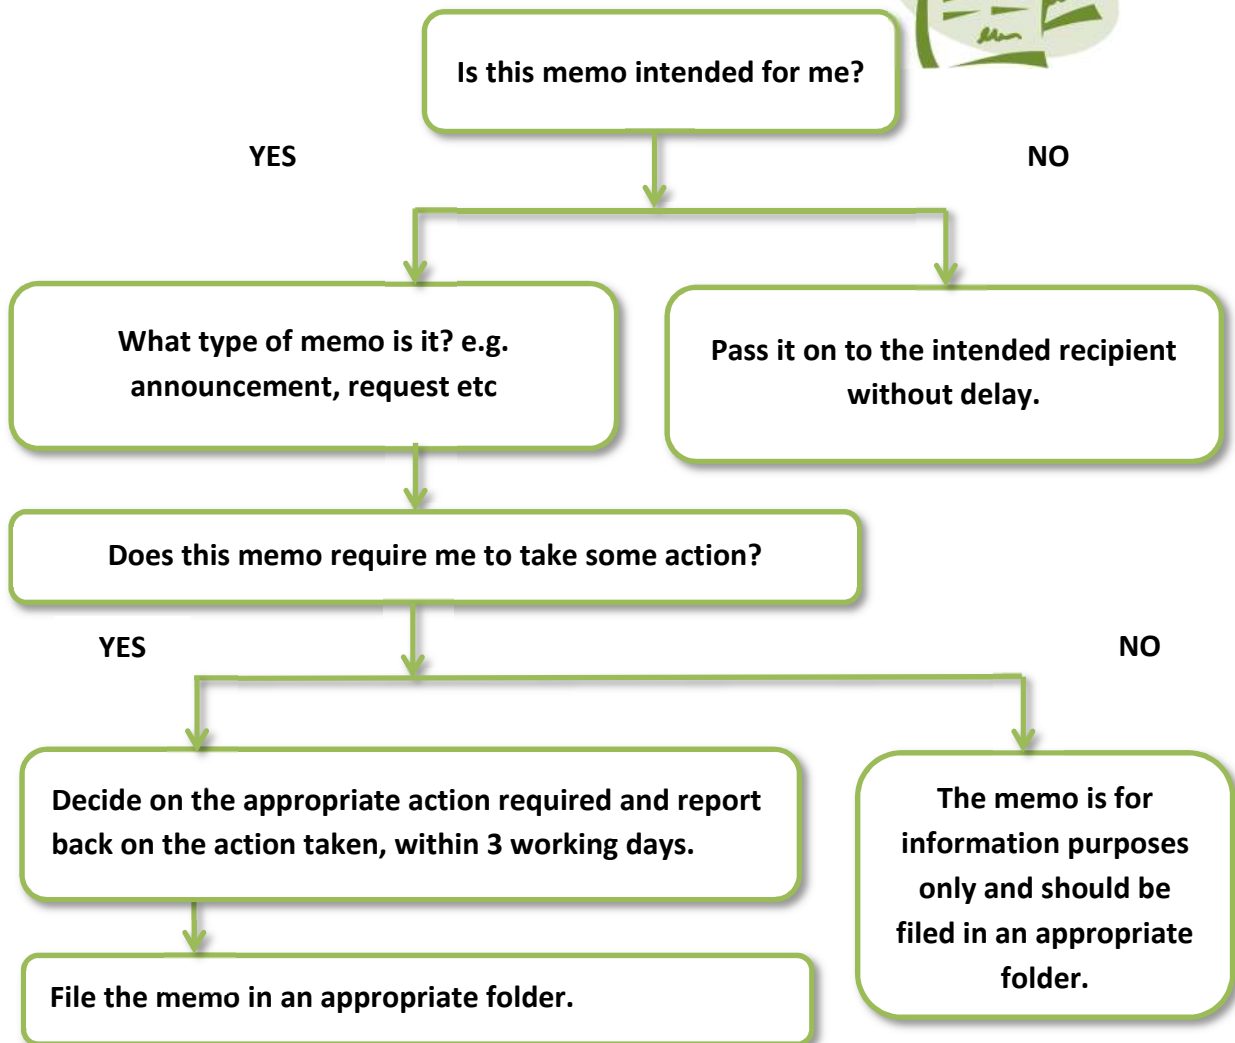 Is this memo intended for me?
YES
NO
What type of memo is it? e.g.
announcement, request etc
Pass it on to the intended recipient
without delay.
Does this memo require me to take some action?
YES
NO
Decide on the appropriate action required and report
back on the action taken, within 3 working days.
The memo is for
information purposes
only and should be
filed in an appropriate
folder.
File the memo in an appropriate folder.